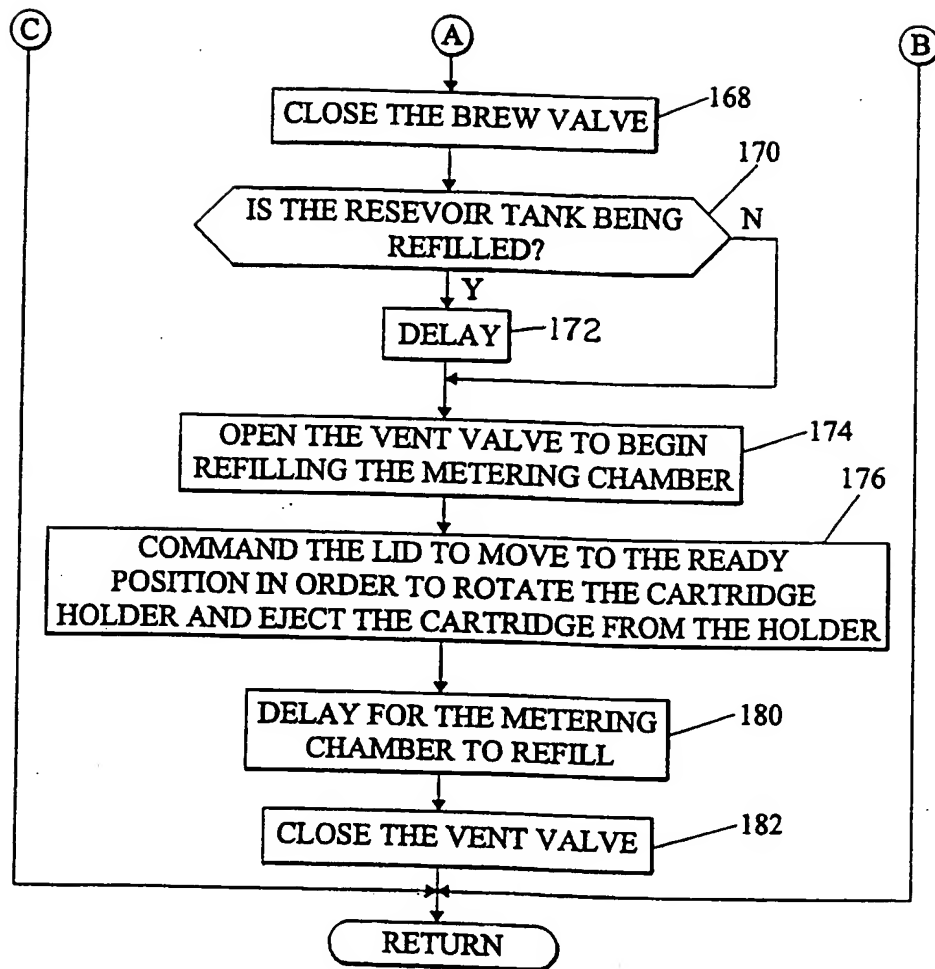 C
A
B
CLOSE THE BREW VALVE
168
170
IS THE RESEVOIR TANK BEING
REFILLED?
N
Y
DELAY
172
OPEN THE VENT VALVE TO BEGIN
REFILLING THE METERING CHAMBER
174
176
COMMAND THE LID TO MOVE TO THE READY
POSITION IN ORDER TO ROTATE THE CARTRIDGE
HOLDER AND EJECT THE CARTRIDGE FROM THE HOLDER
DELAY FOR THE METERING
CHAMBER TO REFILL
180
CLOSE THE VENT VALVE
182
RETURN